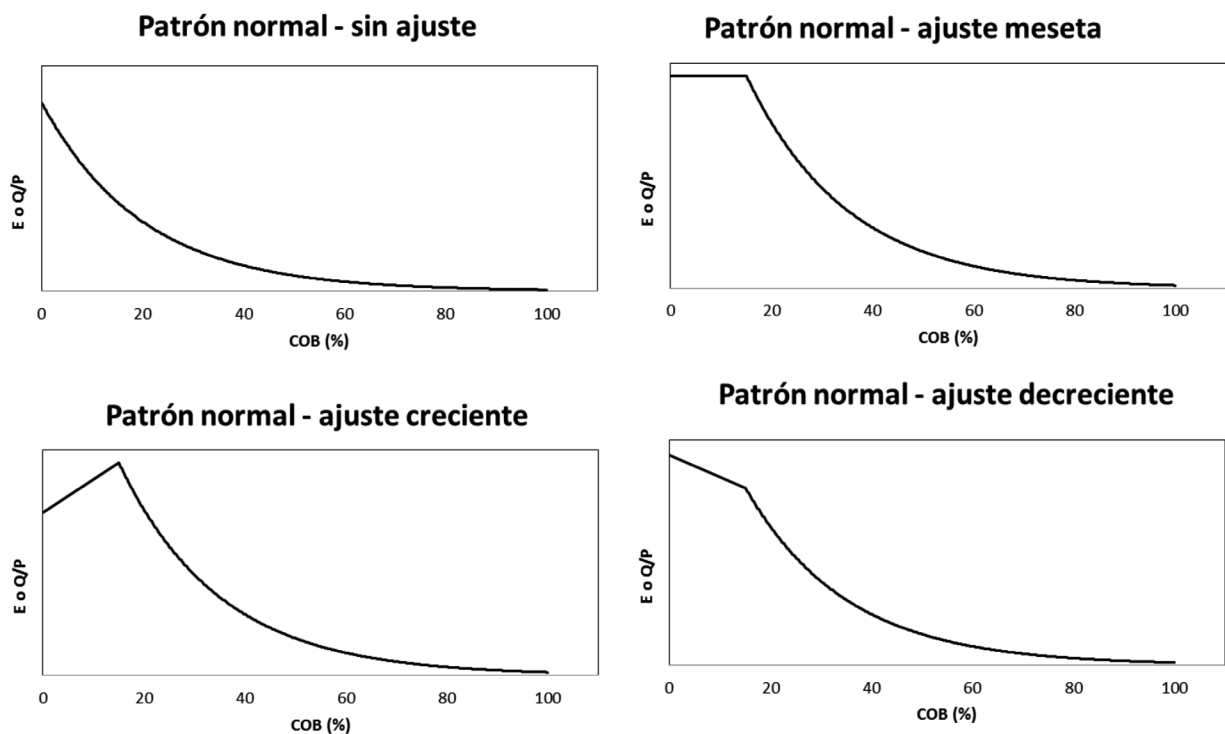 Patrón normal - sin ajuste
E o Q/P
0 20 40 60 80 100
COB (%)
Patrón normal - ajuste meseta
E o Q/P
0 20 40 60 80 100
COB (%)
Patrón normal - ajuste creciente
E o Q/P
0 20 40 60 80 100
COB (%)
Patrón normal - ajuste decreciente
E o Q/P
0 20 40 60 80 100
COB (%)